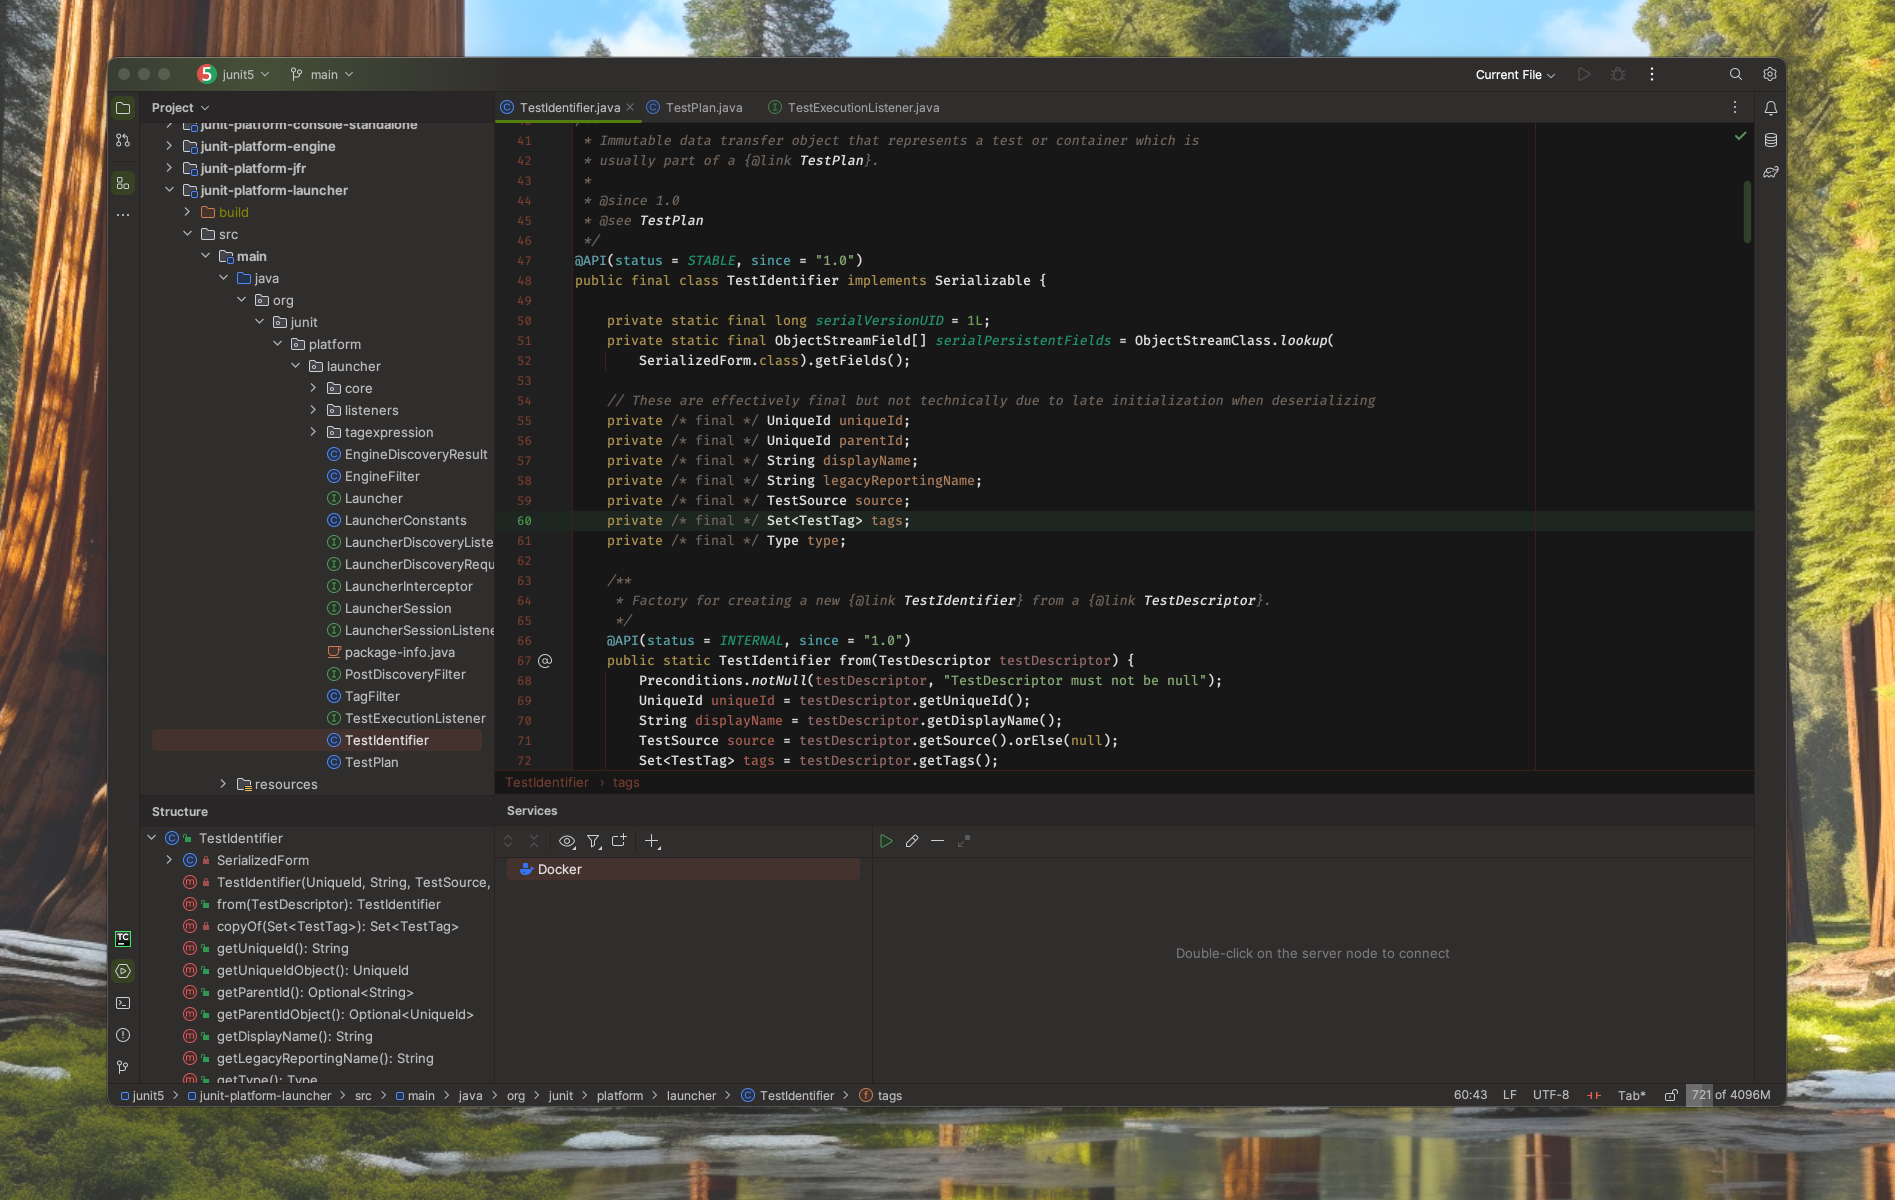 5 junit5 main Current File
Project
junit-platform-console-standalone
junit-platform-engine
junit-platform-jfr
junit-platform-launcher
build
src
main
java
org
junit
platform
launcher
core
listeners
tagexpression
EngineDiscoveryResult
EngineFilter
Launcher
LauncherConstants
LauncherDiscoveryListe
LauncherDiscoveryRequ
LauncherInterceptor
LauncherSession
LauncherSessionListene
package-info.java
PostDiscoveryFilter
TagFilter
TestExecutionListener
TestIdentifier
TestPlan
resources
TestIdentifier.java TestPlan.java TestExecutionListener.java
41 * Immutable data transfer object that represents a test or container which is
42 * usually part of a {@link TestPlan}.
43 *
44 * @since 1.0
45 * @see TestPlan
46 */
47 @API(status = STABLE, since = "1.0")
48 public final class TestIdentifier implements Serializable {
49
50 private static final long serialVersionUID = 1L;
51 private static final ObjectStreamField[] serialPersistentFields = ObjectStreamClass.lookup(
52 SerializedForm.class).getFields();
53
54 // These are effectively final but not technically due to late initialization when deserializing
55 private /* final */ UniqueId uniqueId;
56 private /* final */ UniqueId parentId;
57 private /* final */ String displayName;
58 private /* final */ String legacyReportingName;
59 private /* final */ TestSource source;
60 private /* final */ Set<TestTag> tags;
61 private /* final */ Type type;
62
63 /**
64 * Factory for creating a new {@link TestIdentifier} from a {@link TestDescriptor}.
65 */
66 @API(status = INTERNAL, since = "1.0")
67 @ public static TestIdentifier from(TestDescriptor testDescriptor) {
68 Preconditions.notNull(testDescriptor, "TestDescriptor must not be null");
69 UniqueId uniqueId = testDescriptor.getUniqueId();
70 String displayName = testDescriptor.getDisplayName();
71 TestSource source = testDescriptor.getSource().orElse(null);
72 Set<TestTag> tags = testDescriptor.getTags();
TestIdentifier › tags
Structure
TestIdentifier
SerializedForm
TestIdentifier(UniqueId, String, TestSource,
from(TestDescriptor): TestIdentifier
copyOf(Set<TestTag>): Set<TestTag>
getUniqueId(): String
getUniqueIdObject(): UniqueId
getParentId(): Optional<String>
getParentIdObject(): Optional<UniqueId>
getDisplayName(): String
getLegacyReportingName(): String
getType(): Type
Services
Docker
Double-click on the server node to connect
TC
junit5 > junit-platform-launcher > src > main > java > org > junit > platform > launcher > TestIdentifier > tags
60:43 LF UTF-8 Tab* 721 of 4096M